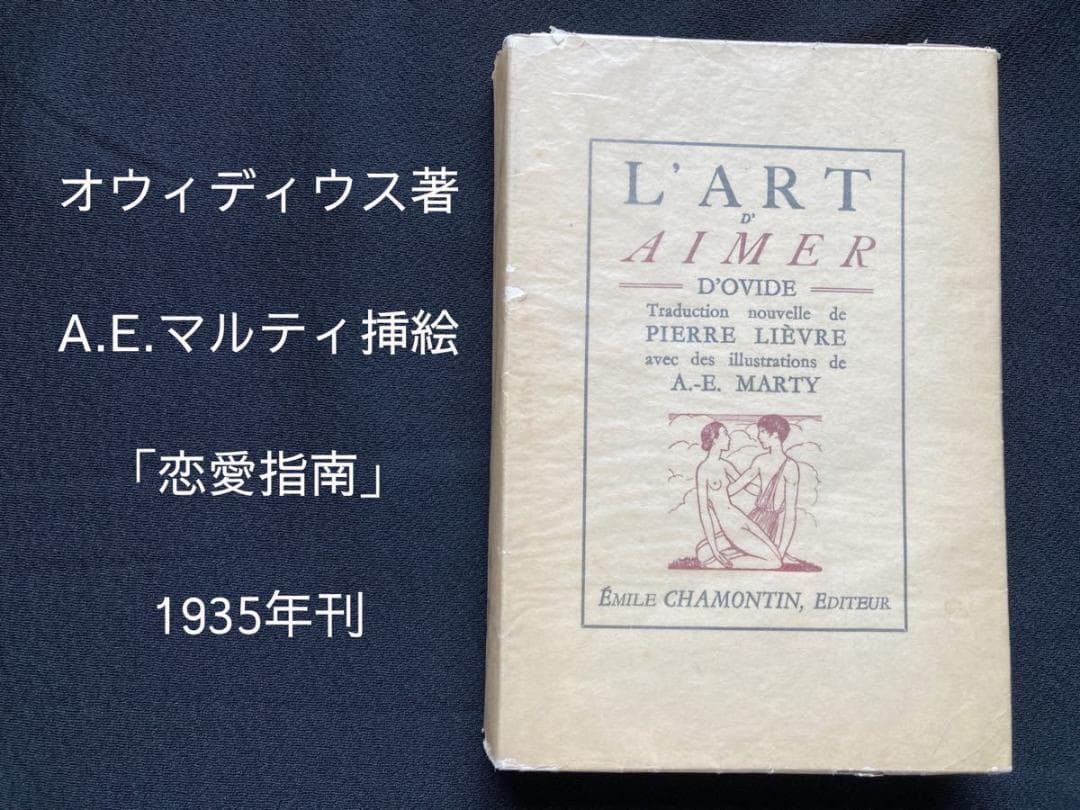 オウィディウス著
A.E.マルティ挿絵
「恋愛指南」
1935年刊
L'ART
D'
AIMER
D'OVIDE
Traduction nouvelle de
PIERRE LIÈVRE
avec des illustrations de
A.-E. MARTY
ÉMILE CHAMONTIN, EDITEUR